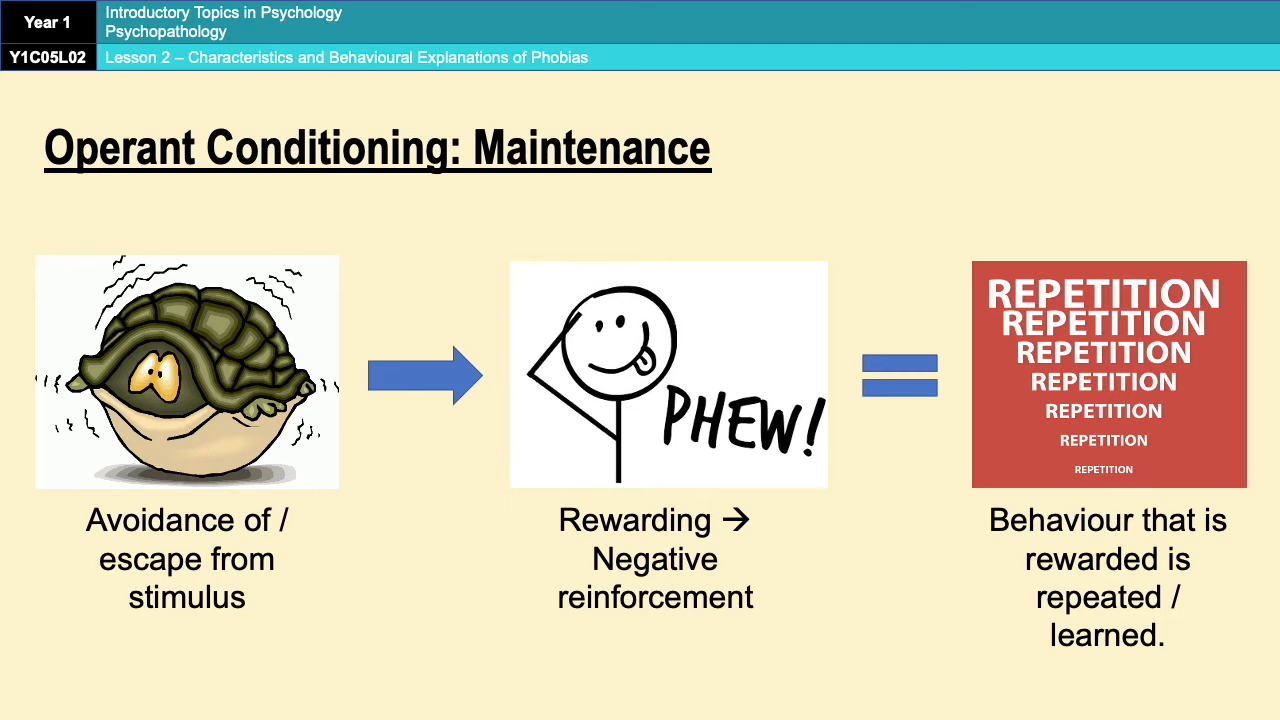 Year 1
Introductory Topics in Psychology
Psychopathology
Y1C05L02
Lesson 2 – Characteristics and Behavioural Explanations of Phobias
Operant Conditioning: Maintenance
PHEW!
REPETITION
REPETITION
REPETITION
REPETITION
REPETITION
REPETITION
REPETITION
Avoidance of /
escape from
stimulus
Rewarding →
Negative
reinforcement
Behaviour that is
rewarded is
repeated /
learned.